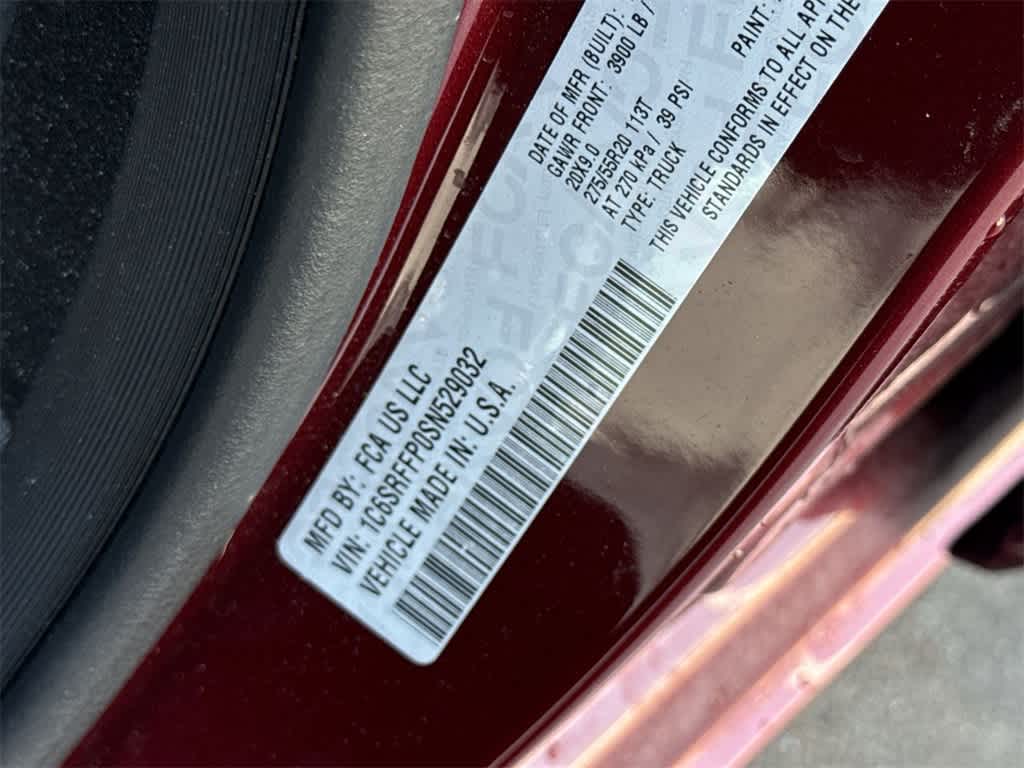 MFD BY: FCA US LLC
VIN: 1C6SRFFP0SN529032
VEHICLE MADE IN: U.S.A.
DATE OF MFR (BUILT):
GAWR FRONT: 3900 LB /
20X9.0
275/55R20 113T
AT 270 kPa / 39 PSI
TYPE: TRUCK
PAINT:
THIS VEHICLE CONFORMS TO ALL
STANDARDS IN EFFECT ON THE